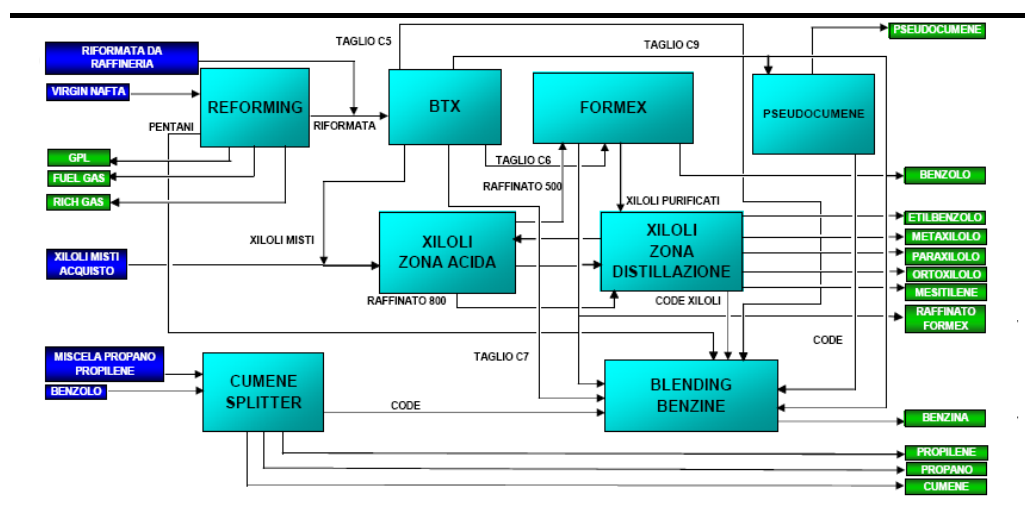 TAGLIO C5
TAGLIO C9
PSEUDOCUMENE
RIFORMATA DA
RAFFINERIA
VIRGIN NAFTA
REFORMING
RIFORMATA
BTX
FORMEX
PSEUDOCUMENE
PENTANI
GPL
FUEL GAS
RICH GAS
TAGLIO C6
RAFFINATO 500
BENZOLO
XILOLI PURIFICATI
ETILBENZOLO
METAXILOLO
PARAXILOLO
ORTOXILOLO
MESITILENE
XILOLI MISTI
XILOLI MISTI
ACQUISTO
XILOLI
ZONA ACIDA
XILOLI
ZONA
DISTILLAZIONE
RAFFINATO 800
CODE XILOLI
RAFFINATO
FORMEX
CODE
MISCELA PROPANO
PROPILENE
BENZOLO
TAGLIO C7
CUMENE
SPLITTER
CODE
BLENDING
BENZINE
BENZINA
PROPILENE
PROPANO
CUMENE